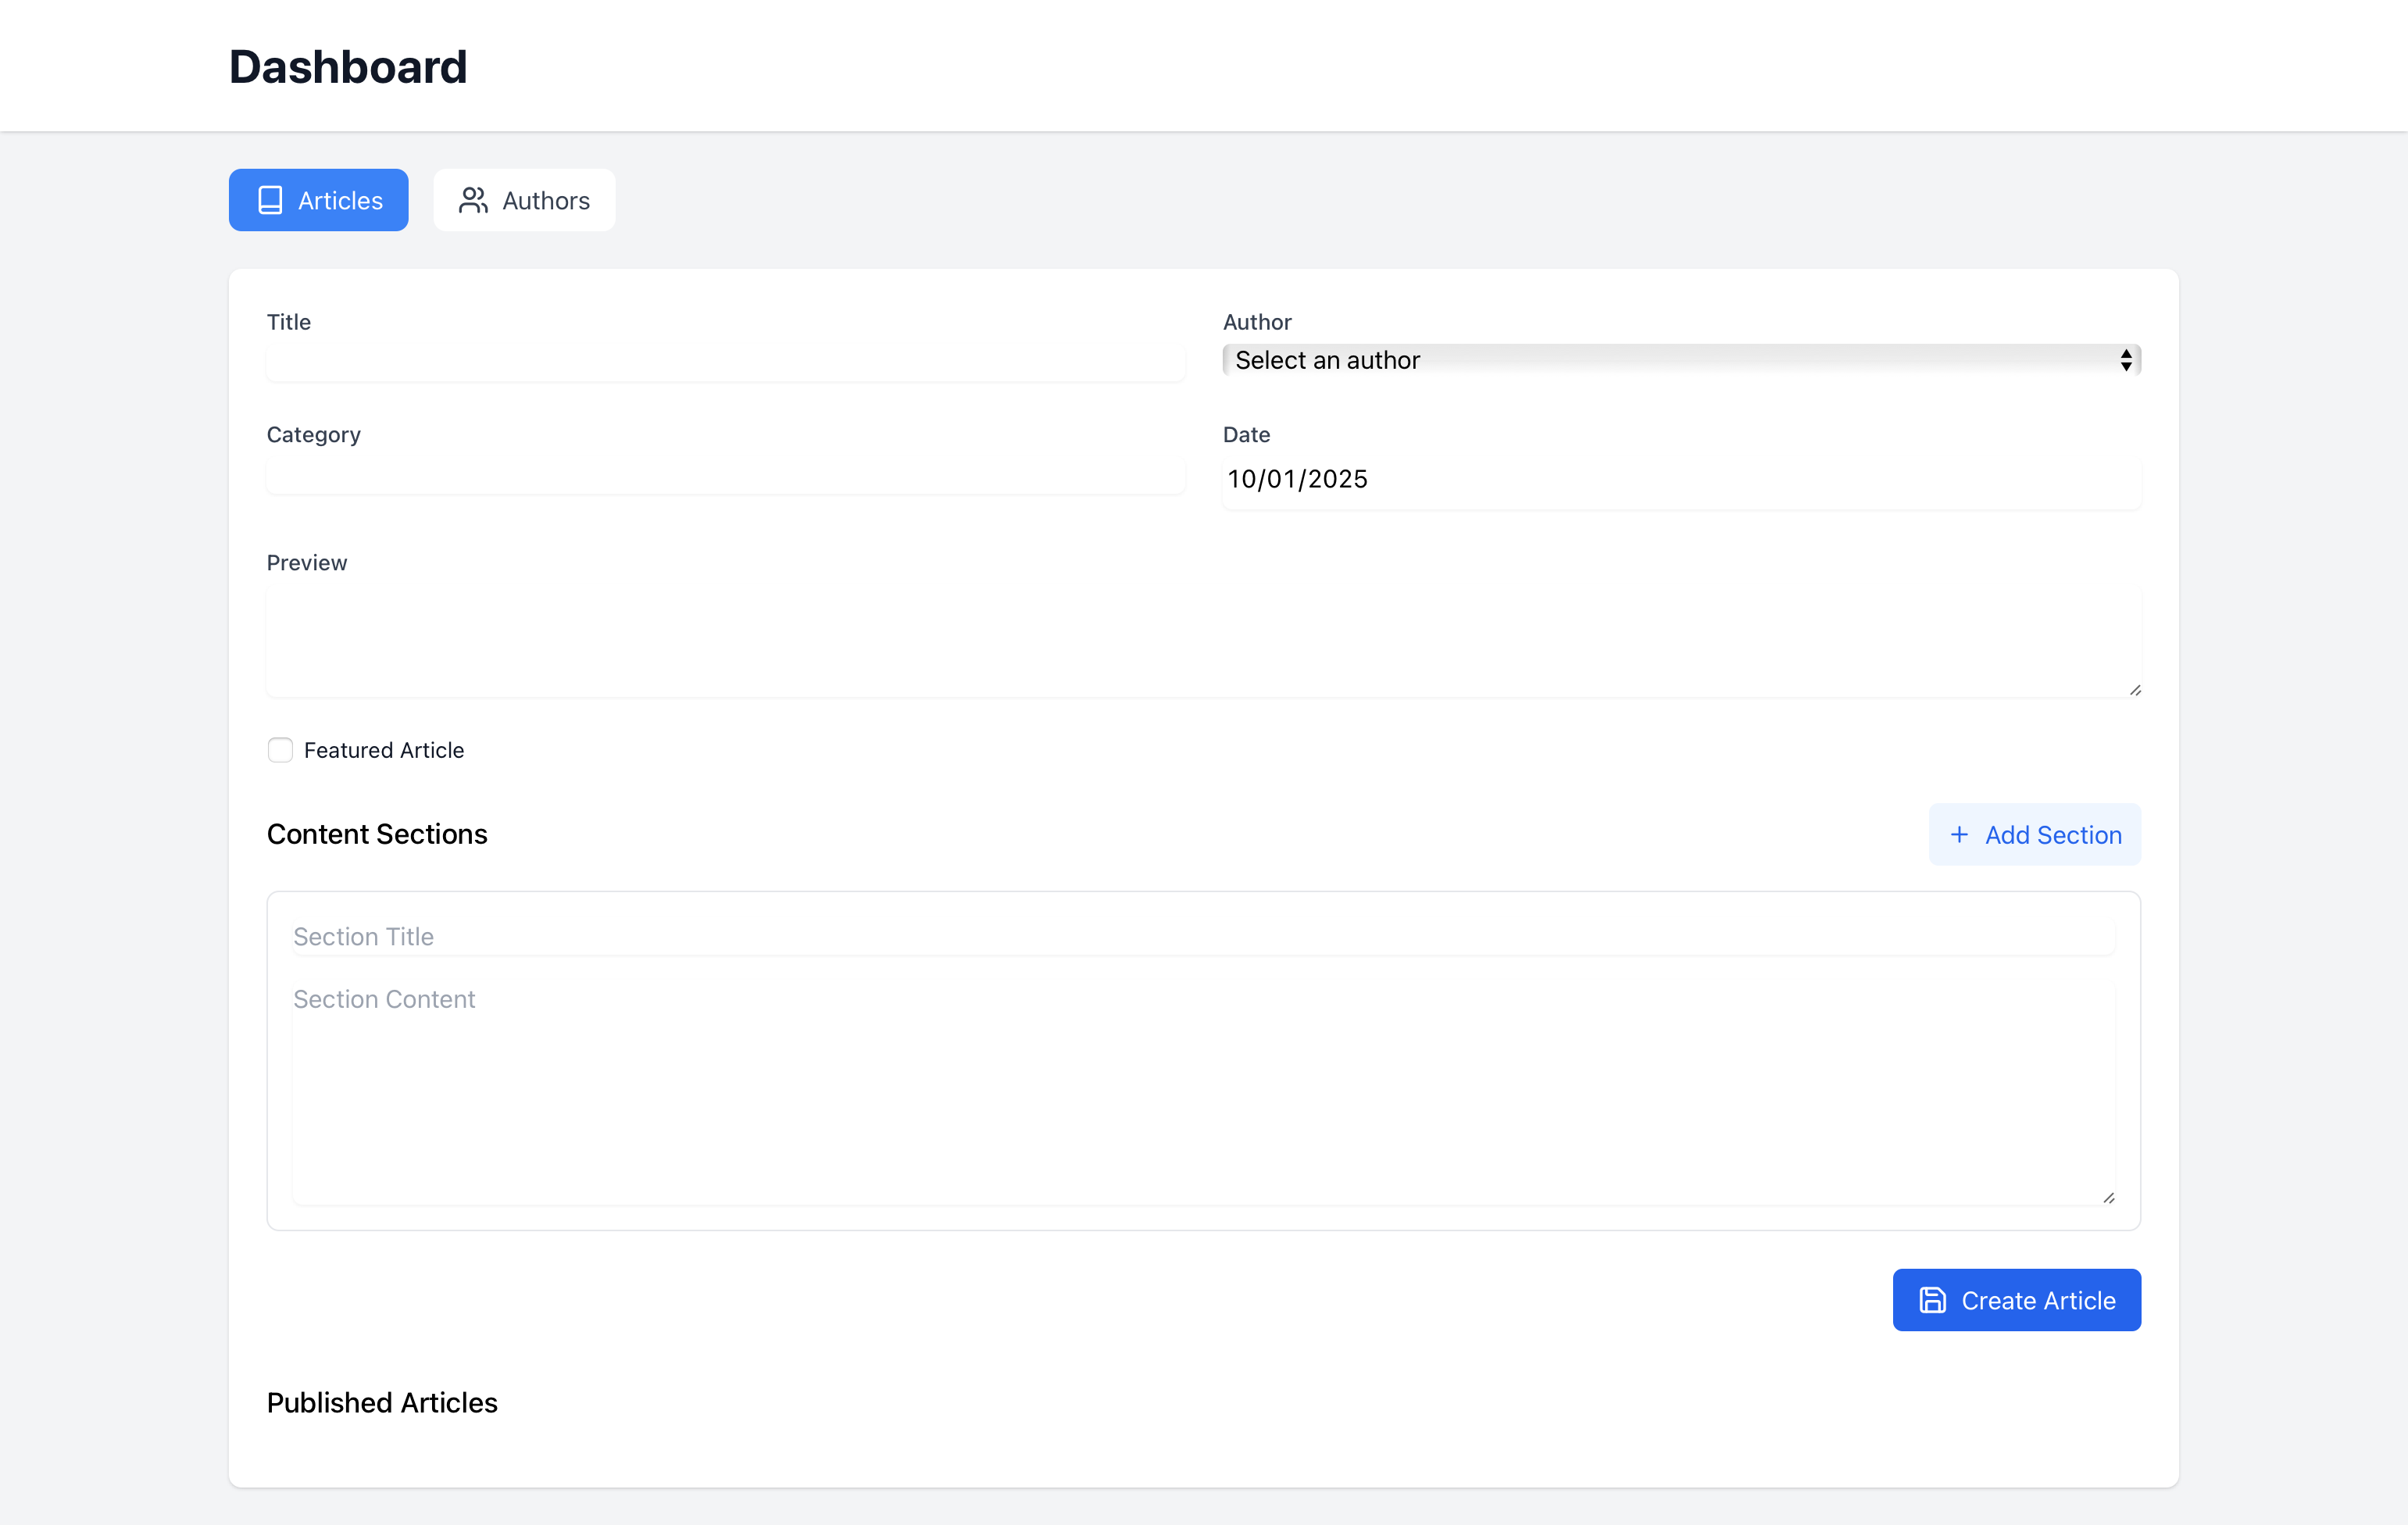 Dashboard
Articles
Authors
Title
Author
Select an author
Category
Date
10/01/2025
Preview
Featured Article
Content Sections
+ Add Section
Section Title
Section Content
Create Article
Published Articles